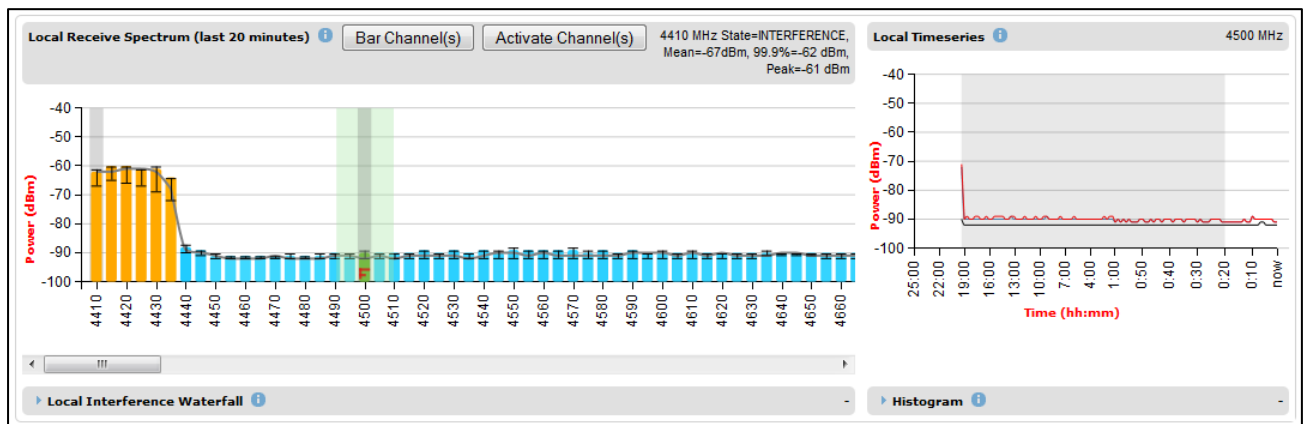 Local Receive Spectrum (last 20 minutes) i Bar Channel(s) Activate Channel(s)
4410 MHz State=INTERFERENCE,
Mean=-67dBm, 99.9%=-62 dBm,
Peak=-61 dBm
Power (dBm)
-40
-50
-60
-70
-80
-90
-100
F
4410 4420 4430 4440 4450 4460 4470 4480 4490 4500 4510 4520 4530 4540 4550 4560 4570 4580 4590 4600 4610 4620 4630 4640 4650 4660
Local Interference Waterfall i -
Local Timeseries i 4500 MHz
Power (dBm)
-40
-50
-60
-70
-80
-90
-100
25:00 22:00 19:00 16:00 13:00 10:00 7:00 4:00 1:00 0:50 0:40 0:30 0:20 0:10 now
Time (hh:mm)
Histogram i -